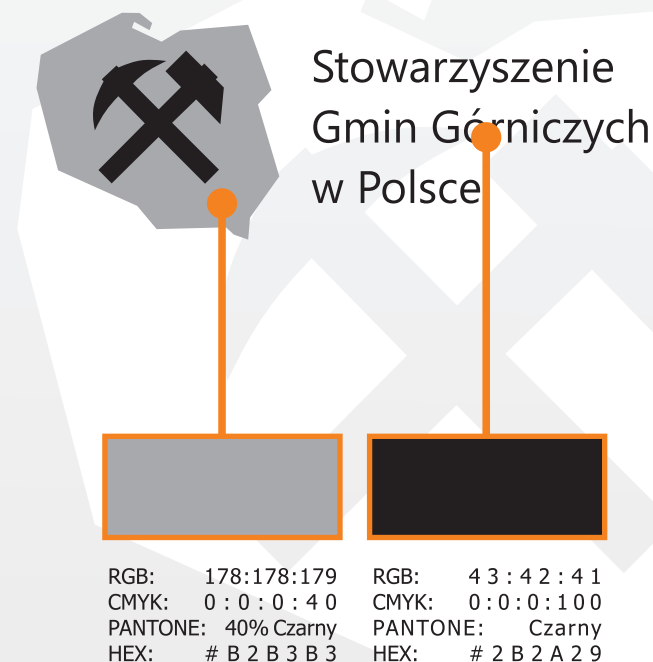 Stowarzyszenie
Gmin Górniczych
w Polsce
RGB: 178:178:179
CMYK: 0:0:0:40
PANTONE: 40% Czarny
HEX: #B2B3B3
RGB: 43:42:41
CMYK: 0:0:0:100
PANTONE: Czarny
HEX: #2B2A29